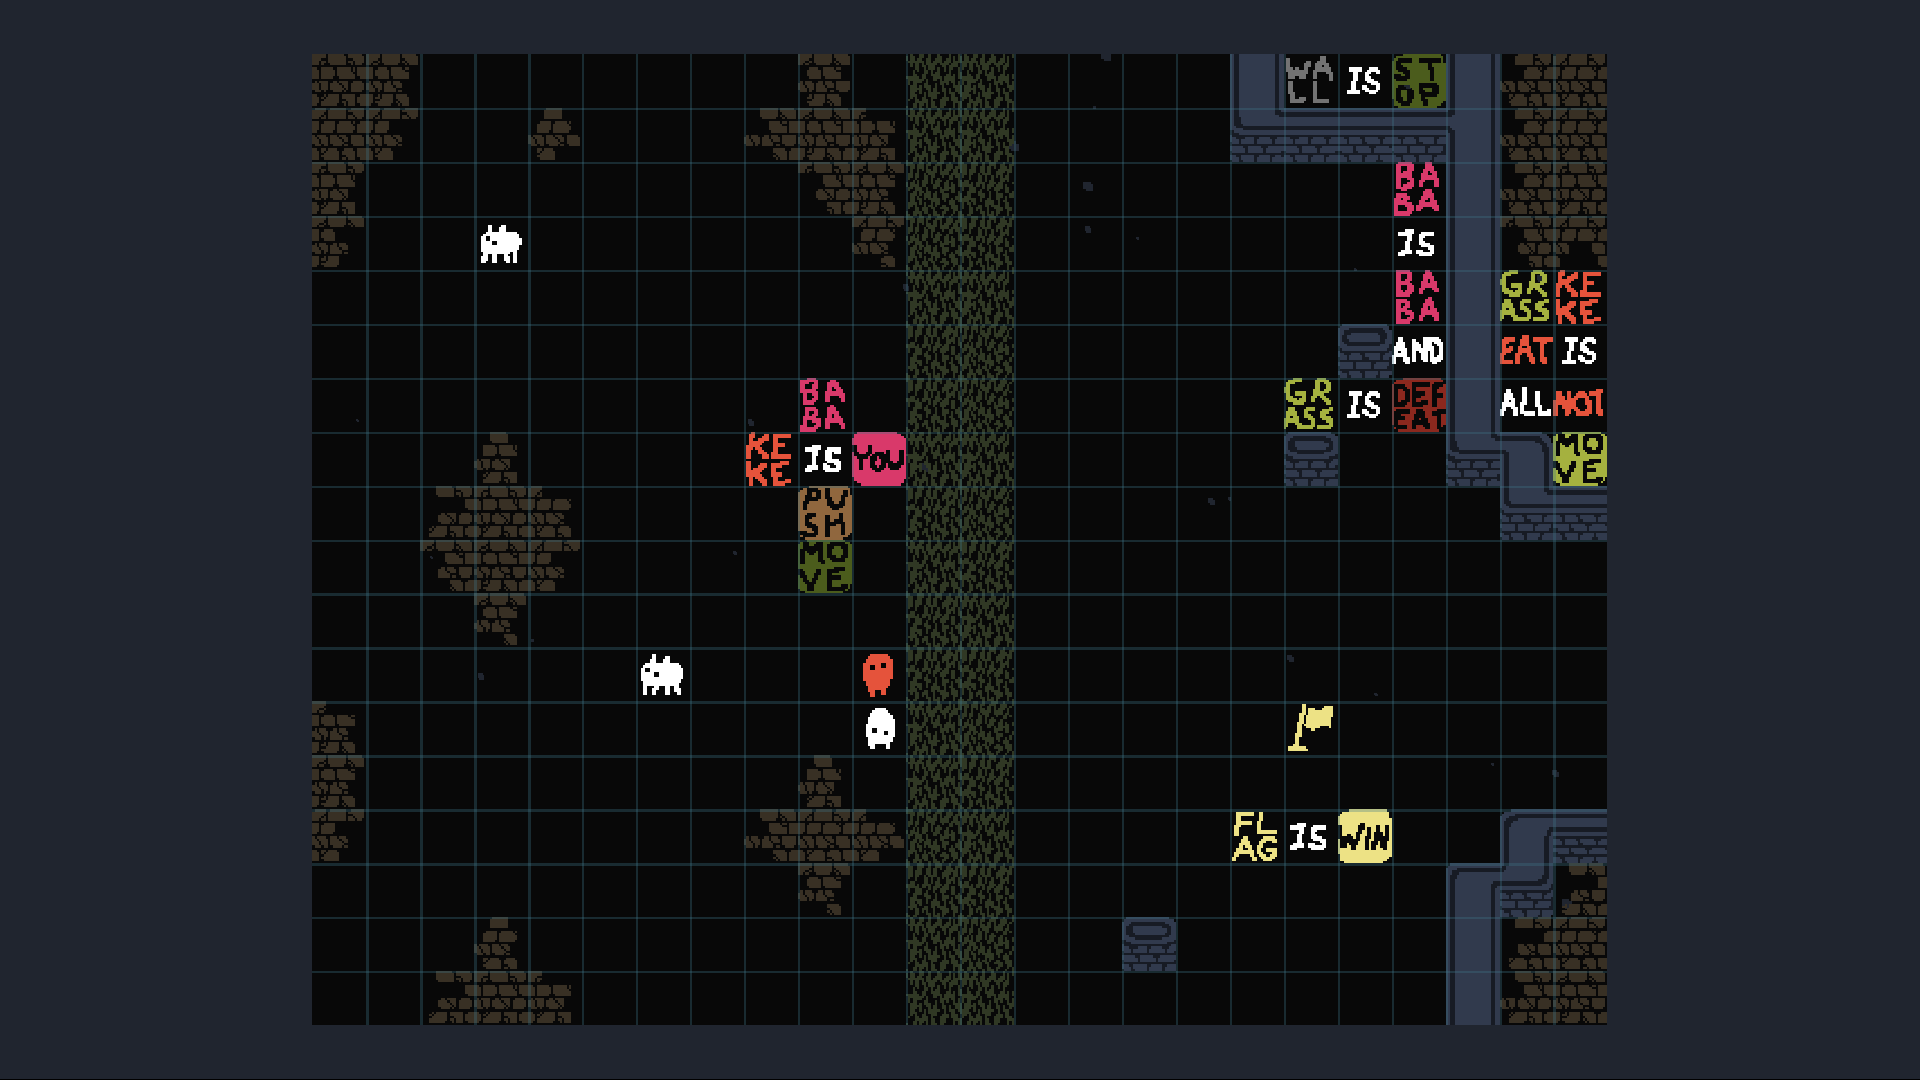 WALL IS STOP
BABA
IS
BABA GRASS KEKE
AND EAT IS
BABA GRASS IS DEFEAT ALL NOT
KEKE IS YOU MOVE
PUSH
MOVE
FLAG IS WIN